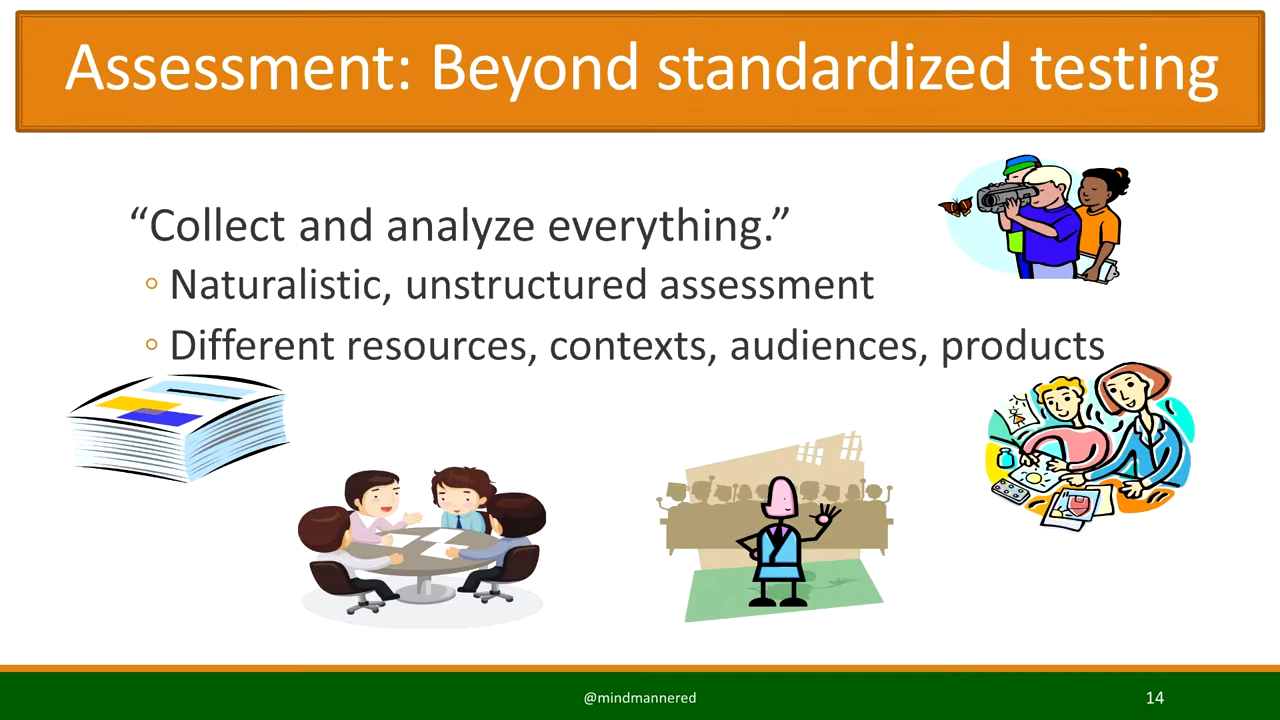 Assessment: Beyond standardized testing
“Collect and analyze everything.”
◦ Naturalistic, unstructured assessment
◦ Different resources, contexts, audiences, products
@mindmannered
14